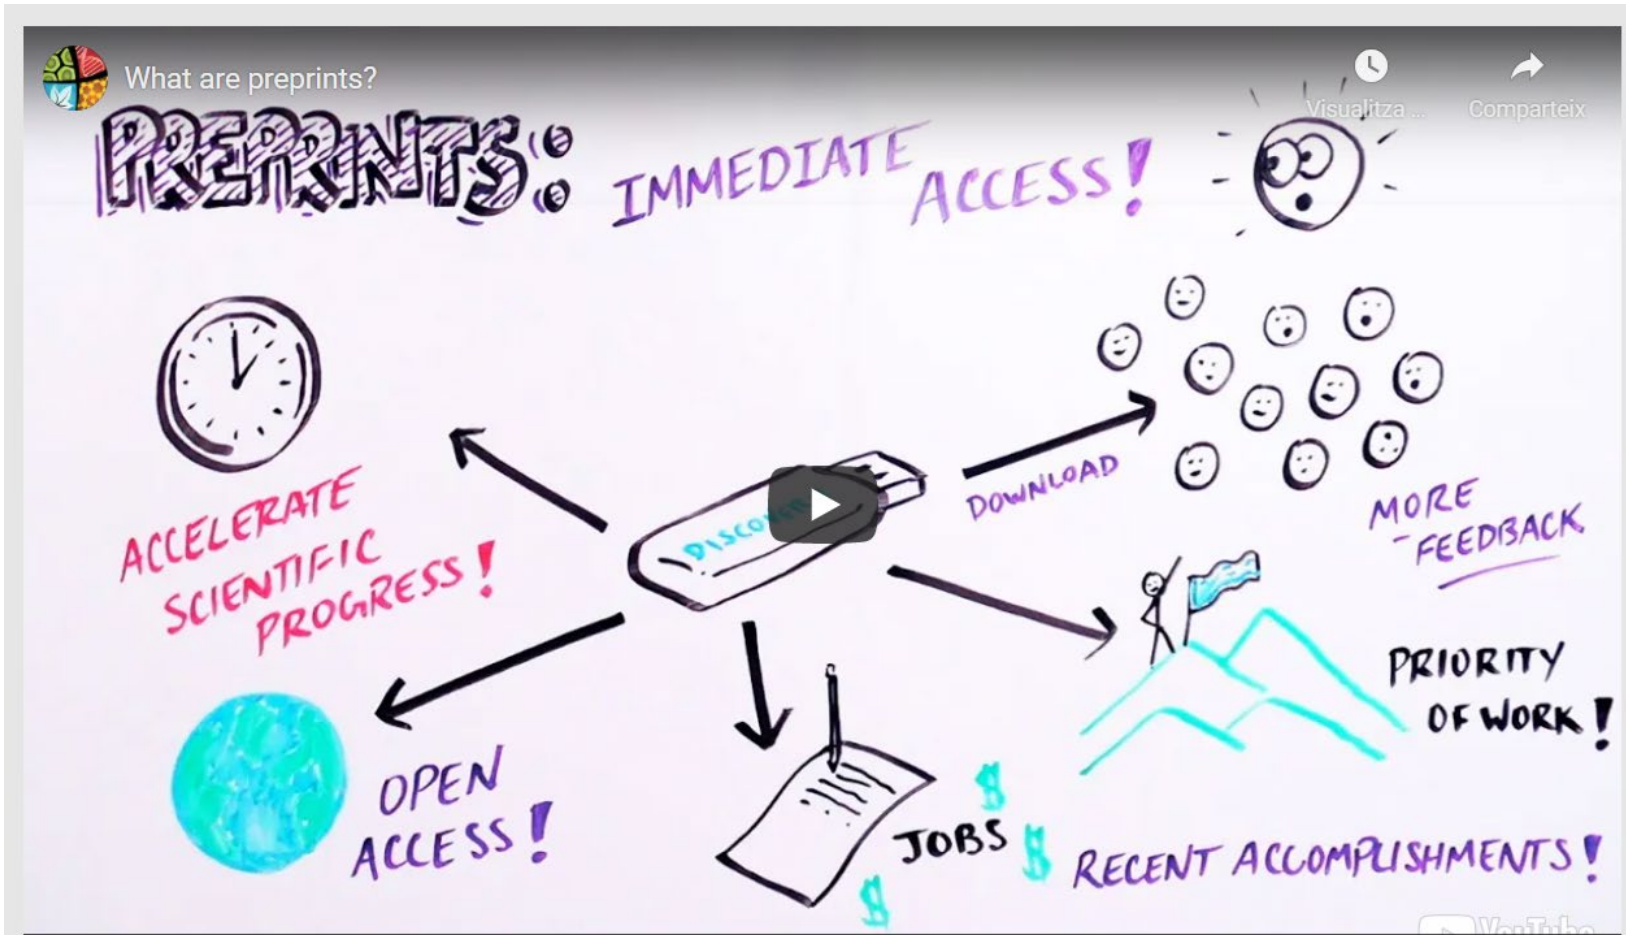 What are preprints?
Visualitza ...
Comparteix
PREPRINTS:
IMMEDIATE ACCESS!
ACCELERATE
SCIENTIFIC
PROGRESS!
DOWNLOAD
MORE
FEEDBACK
PRIORITY
OF WORK!
OPEN
ACCESS!
JOBS
$
$
$
RECENT ACCOMPLISHMENTS!
YouTube